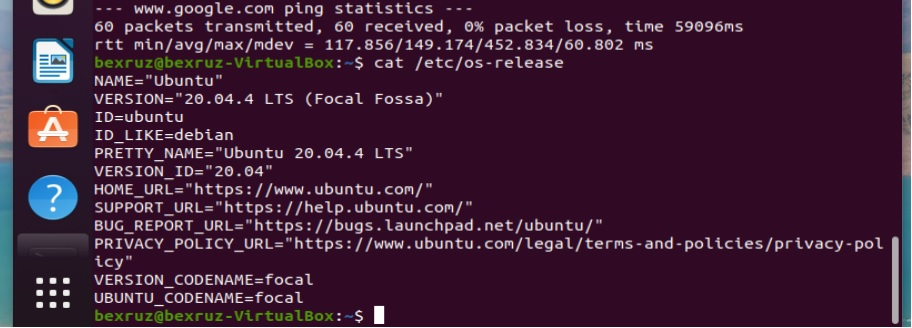 --- www.google.com ping statistics ---
60 packets transmitted, 60 received, 0% packet loss, time 59096ms
rtt min/avg/max/mdev = 117.856/149.174/452.834/60.802 ms
bexruz@bexruz-VirtualBox:~$ cat /etc/os-release
NAME="Ubuntu"
VERSION="20.04.4 LTS (Focal Fossa)"
ID=ubuntu
ID_LIKE=debian
PRETTY_NAME="Ubuntu 20.04.4 LTS"
VERSION_ID="20.04"
HOME_URL="https://www.ubuntu.com/"
SUPPORT_URL="https://help.ubuntu.com/"
BUG_REPORT_URL="https://bugs.launchpad.net/ubuntu/"
PRIVACY_POLICY_URL="https://www.ubuntu.com/legal/terms-and-policies/privacy-pol
icy"
VERSION_CODENAME=focal
UBUNTU_CODENAME=focal
bexruz@bexruz-VirtualBox:~$